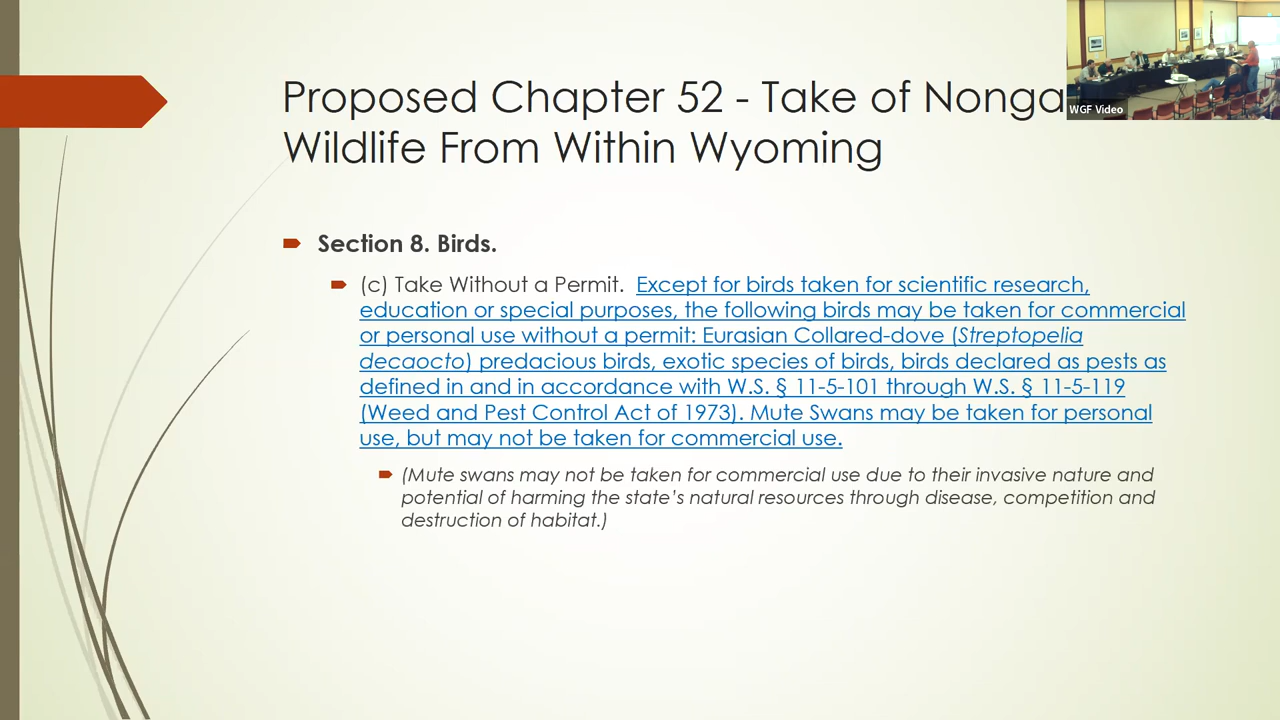 Proposed Chapter 52 - Take of Nonga
Wildlife From Within Wyoming
WGF Video
Section 8. Birds.
(c) Take Without a Permit. Except for birds taken for scientific research,
education or special purposes, the following birds may be taken for commercial
or personal use without a permit: Eurasian Collared-dove (Streptopelia
decaocto) predacious birds, exotic species of birds, birds declared as pests as
defined in and in accordance with W.S. § 11-5-101 through W.S. § 11-5-119
(Weed and Pest Control Act of 1973). Mute Swans may be taken for personal
use, but may not be taken for commercial use.
(Mute swans may not be taken for commercial use due to their invasive nature and
potential of harming the state's natural resources through disease, competition and
destruction of habitat.)